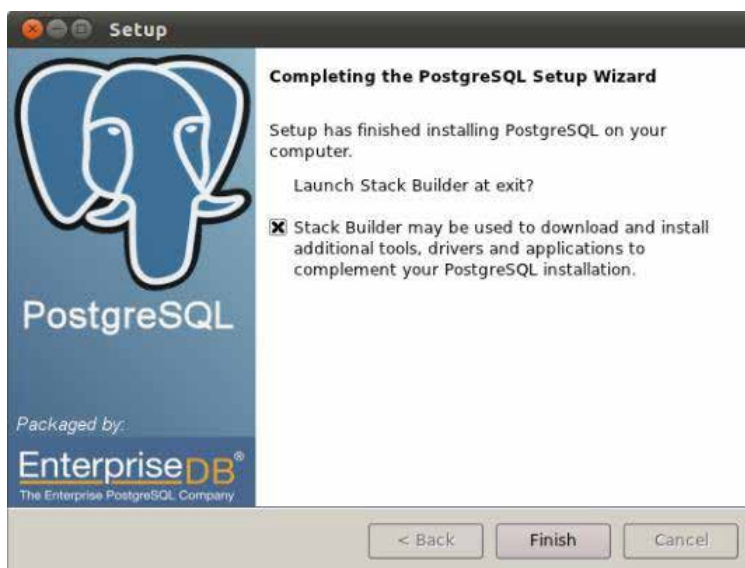 Setup
Completing the PostgreSQL Setup Wizard
Setup has finished installing PostgreSQL on your
computer.
Launch Stack Builder at exit?
Stack Builder may be used to download and install
additional tools, drivers and applications to
complement your PostgreSQL installation.
PostgreSQL
Packaged by:
EnterpriseDB®
The Enterprise PostgreSQL Company
< Back
Finish
Cancel